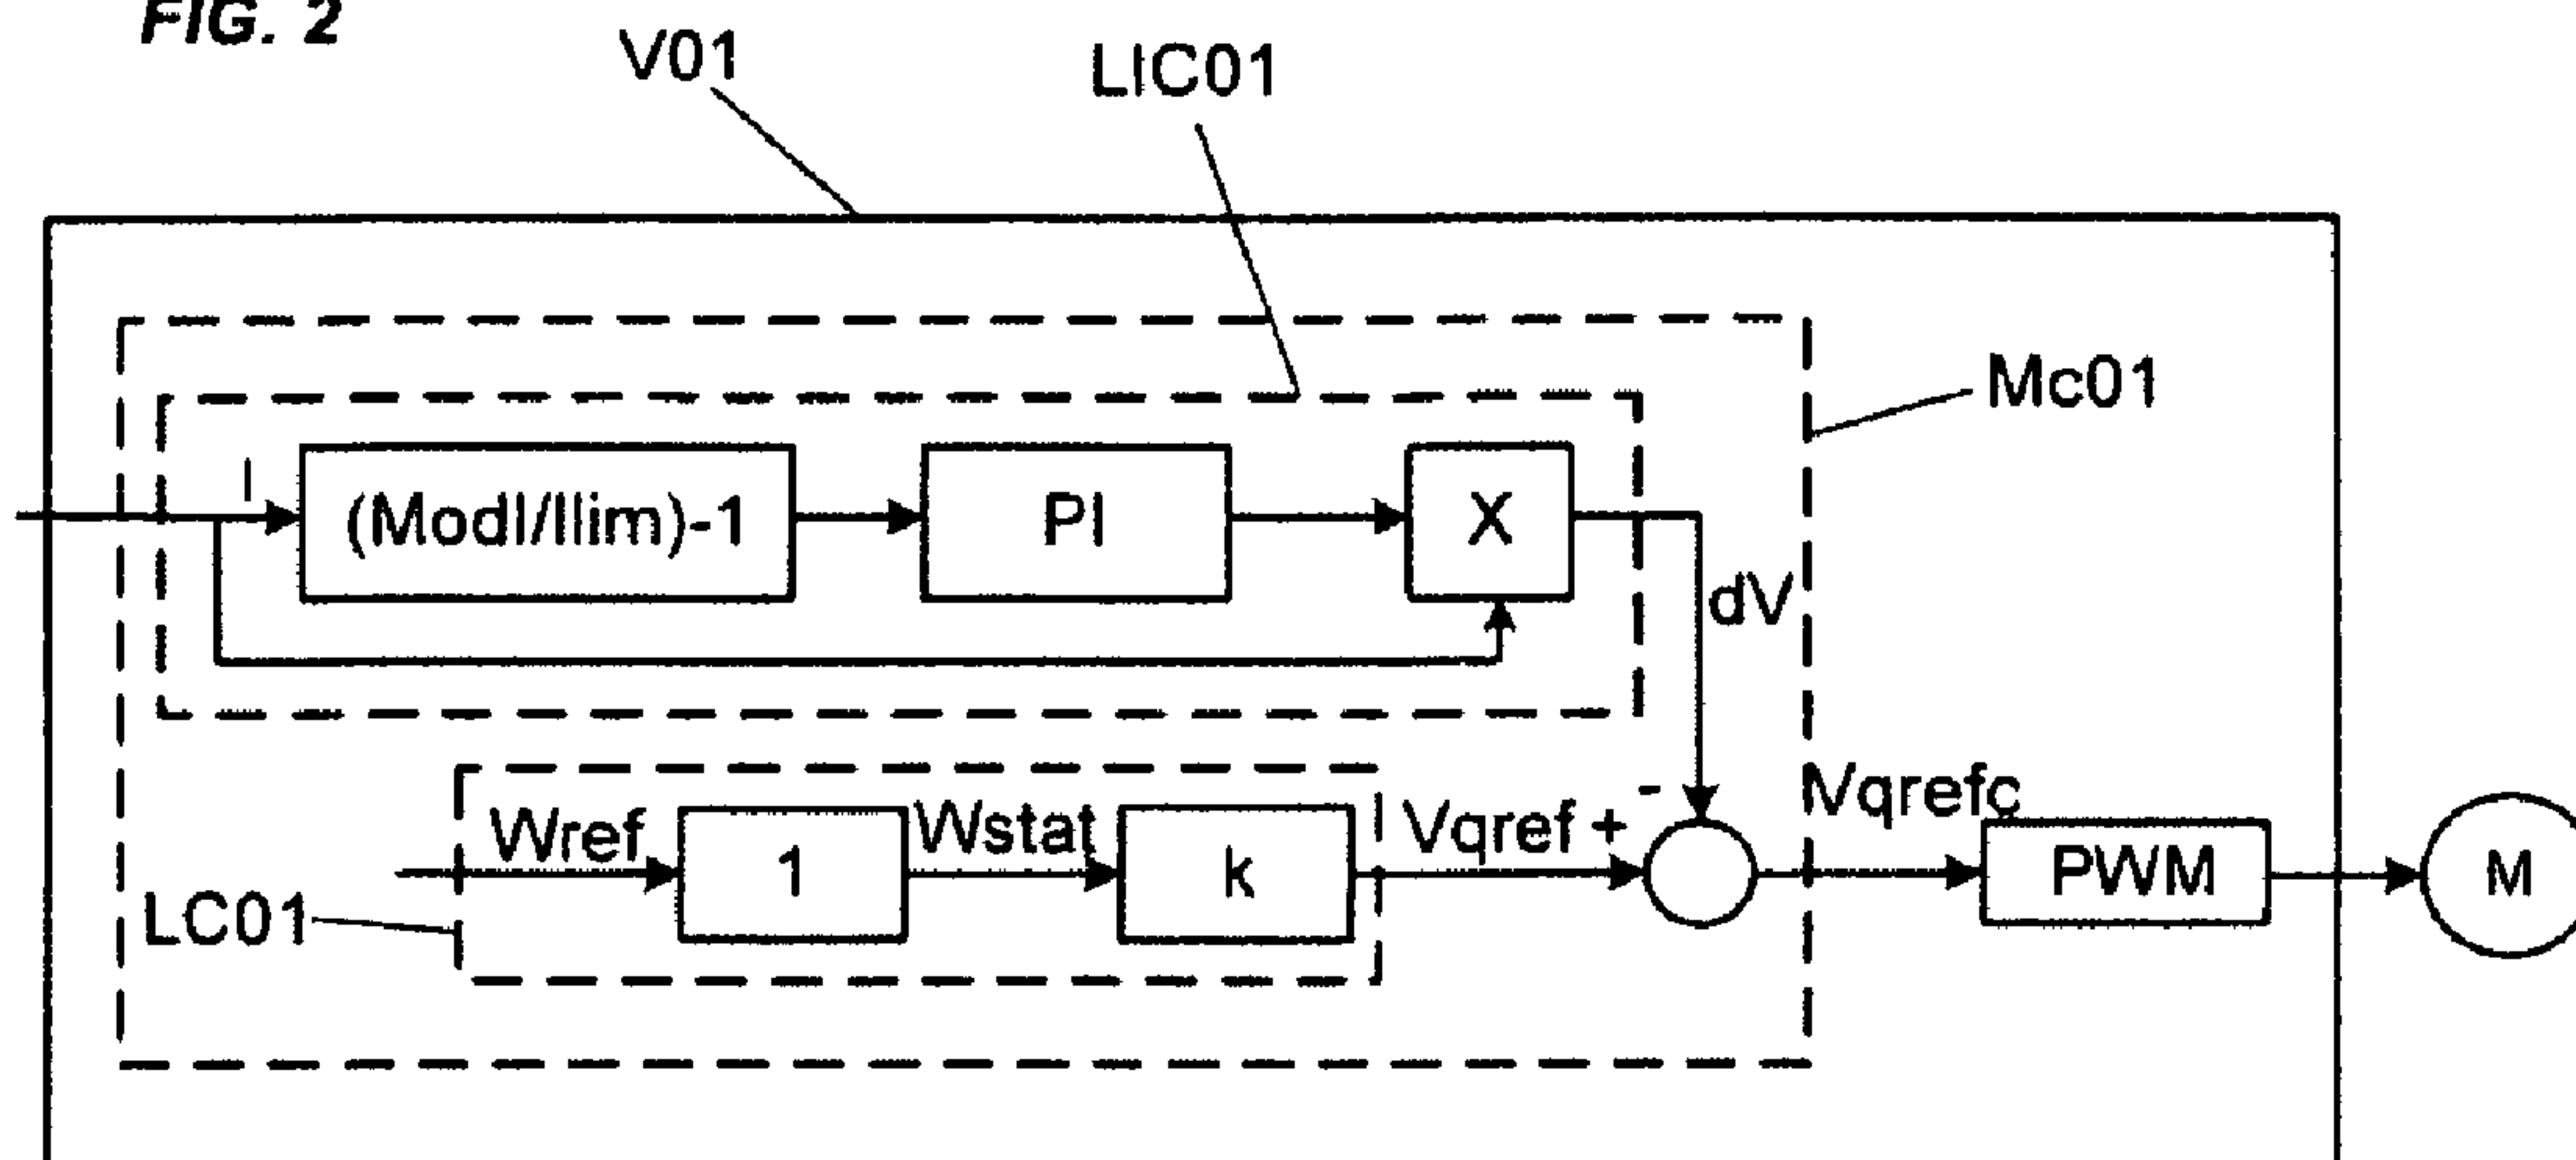 FIG. 2
V01
LIC01
Mc01
I
(ModI/Ilim)-1
PI
X
dV
-
Wref
1
Wstat
k
Vqref +
Vqrefc
PWM
M
LC01